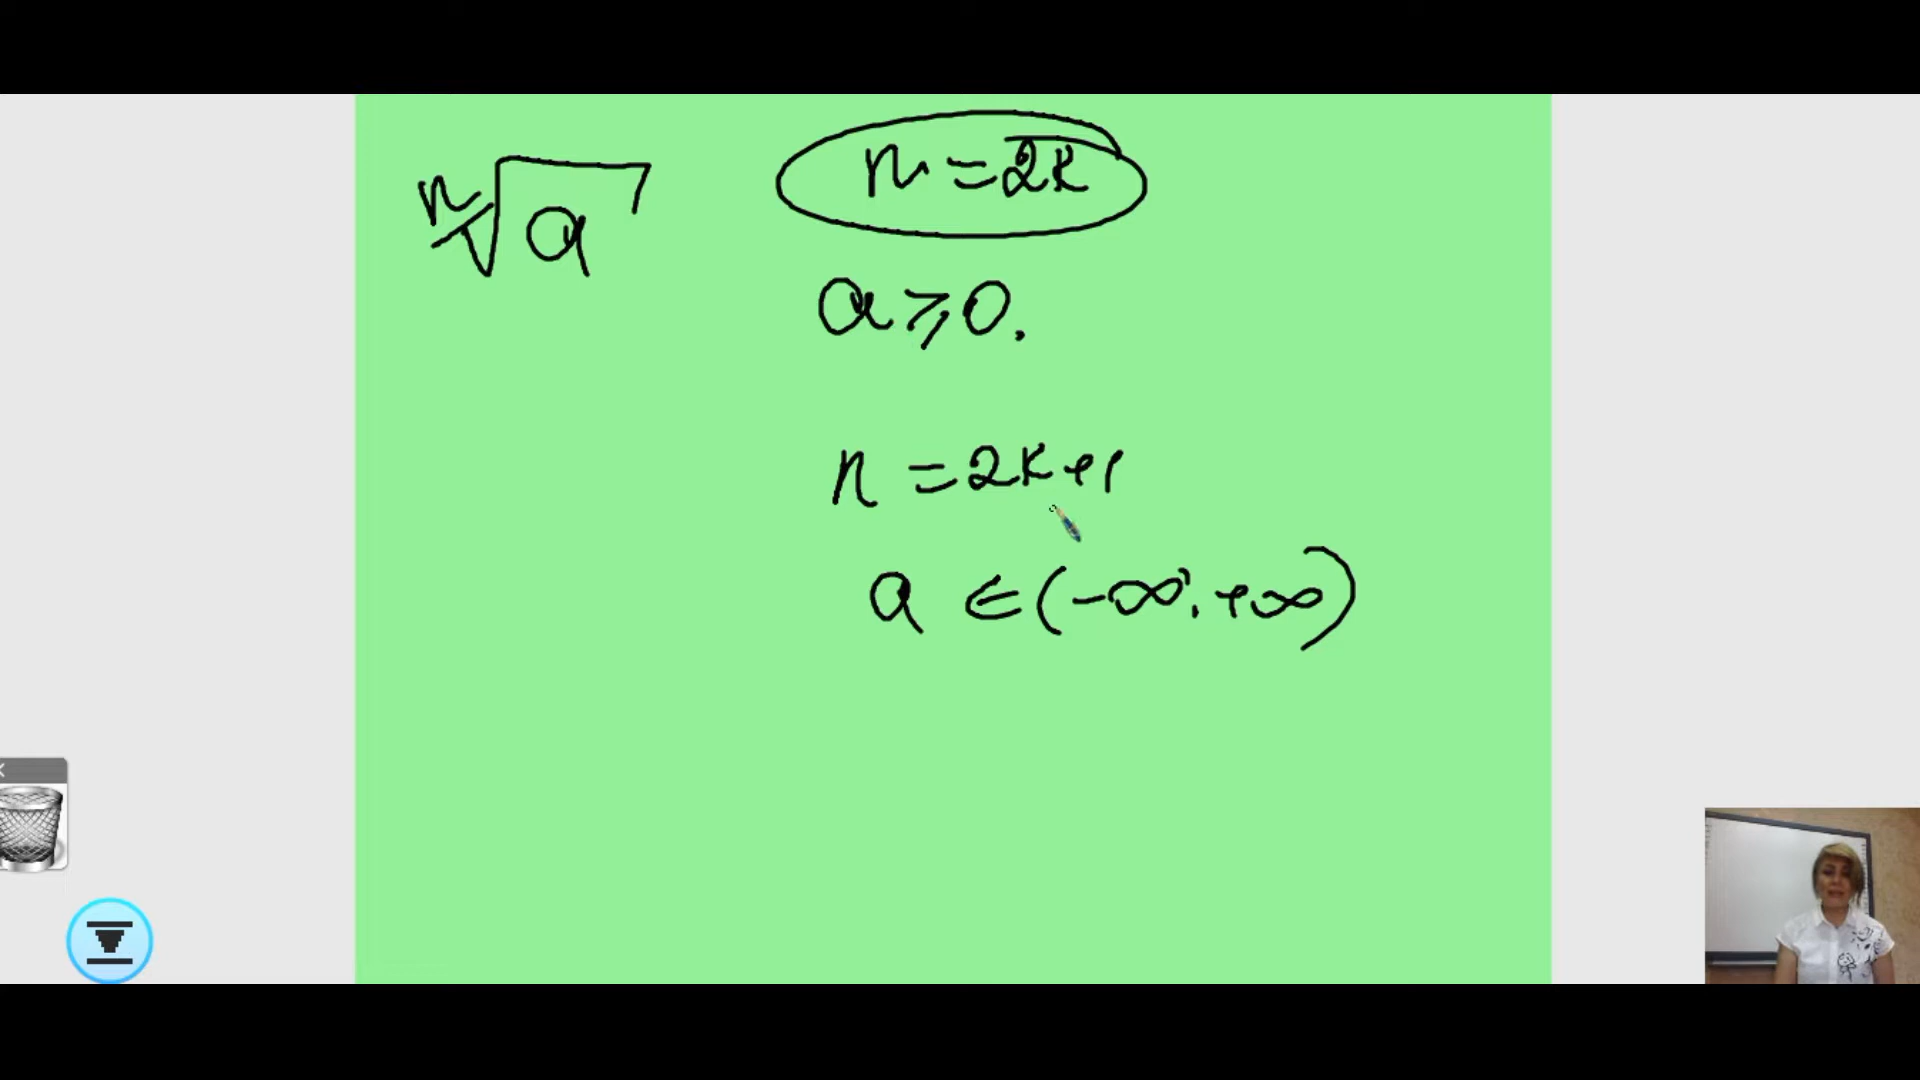 ⁿ√a
n = 2k
a ≥ 0.
n = 2k+1
a ∈ (-∞; +∞)